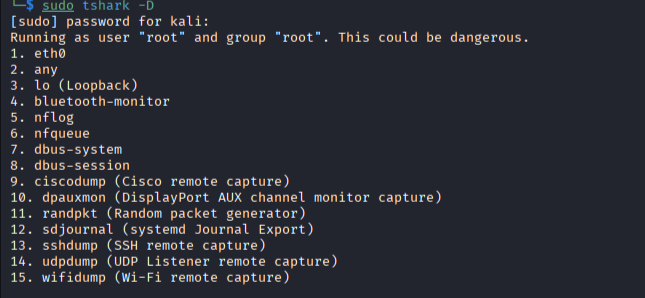 └─$ sudo tshark -D
[sudo] password for kali:
Running as user "root" and group "root". This could be dangerous.
1. eth0
2. any
3. lo (Loopback)
4. bluetooth-monitor
5. nflog
6. nfqueue
7. dbus-system
8. dbus-session
9. ciscodump (Cisco remote capture)
10. dpauxmon (DisplayPort AUX channel monitor capture)
11. randpkt (Random packet generator)
12. sdjournal (systemd Journal Export)
13. sshdump (SSH remote capture)
14. udpdump (UDP Listener remote capture)
15. wifidump (Wi-Fi remote capture)